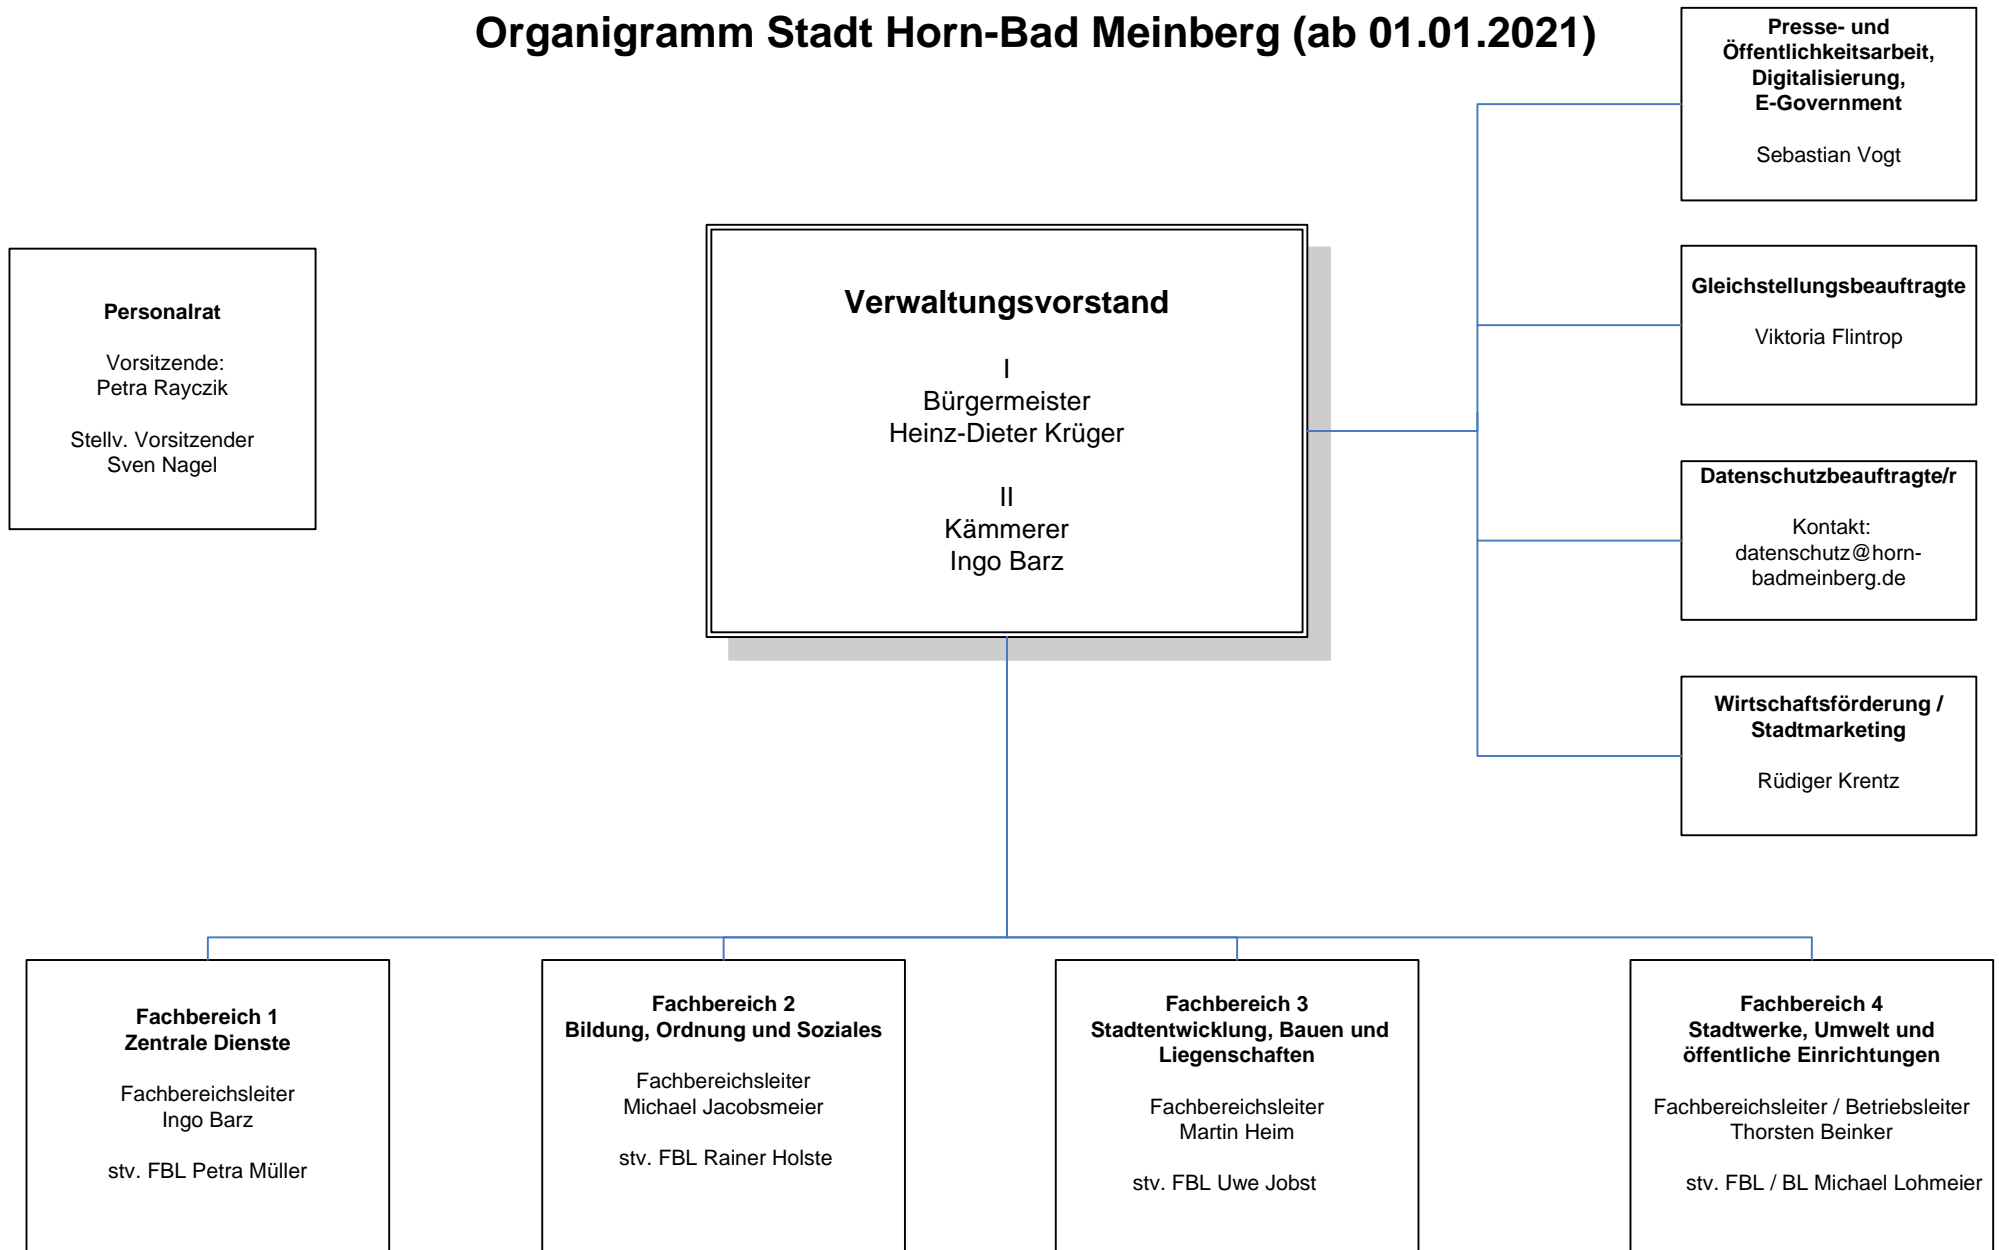 Organigramm Stadt Horn-Bad Meinberg (ab 01.01.2021)
Presse- und
Öffentlichkeitsarbeit,
Digitalisierung,
E-Government
Sebastian Vogt
Personalrat
Vorsitzende:
Petra Rayczik
Stellv. Vorsitzender
Sven Nagel
Verwaltungsvorstand
I
Bürgermeister
Heinz-Dieter Krüger
II
Kämmerer
Ingo Barz
Gleichstellungsbeauftragte
Viktoria Flintrop
Datenschutzbeauftragte/r
Kontakt:
datenschutz@horn-
badmeinberg.de
Wirtschaftsförderung /
Stadtmarketing
Rüdiger Krentz
Fachbereich 1
Zentrale Dienste
Fachbereichsleiter
Ingo Barz
stv. FBL Petra Müller
Fachbereich 2
Bildung, Ordnung und Soziales
Fachbereichsleiter
Michael Jacobsmeier
stv. FBL Rainer Holste
Fachbereich 3
Stadtentwicklung, Bauen und
Liegenschaften
Fachbereichsleiter
Martin Heim
stv. FBL Uwe Jobst
Fachbereich 4
Stadtwerke, Umwelt und
öffentliche Einrichtungen
Fachbereichsleiter / Betriebsleiter
Thorsten Beinker
stv. FBL / BL Michael Lohmeier